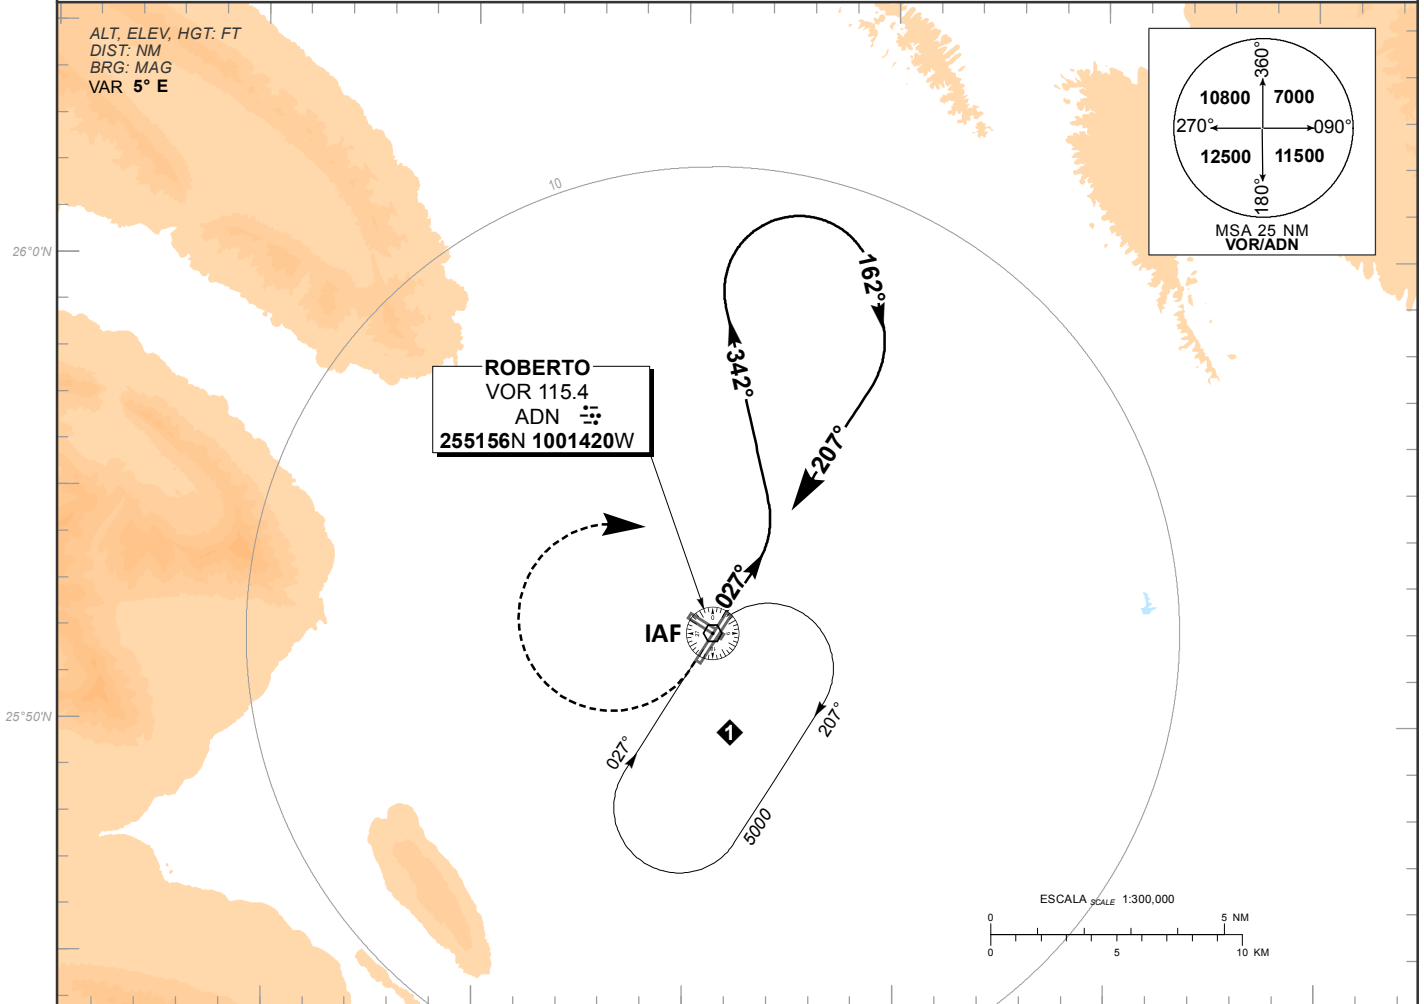 ALT, ELEV, HGT: FT
DIST: NM
BRG: MAG
VAR 5° E
360°
10800 7000
270° 090°
12500 11500
180°
MSA 25 NM
VOR/ADN
10
26°0'N
162°
342°
ROBERTO
VOR 115.4
ADN
255156N 1001420W
207°
027°
IAF
25°50'N
1
207°
027°
5000
ESCALA SCALE 1:300,000
0 5 NM
0 5 10 KM